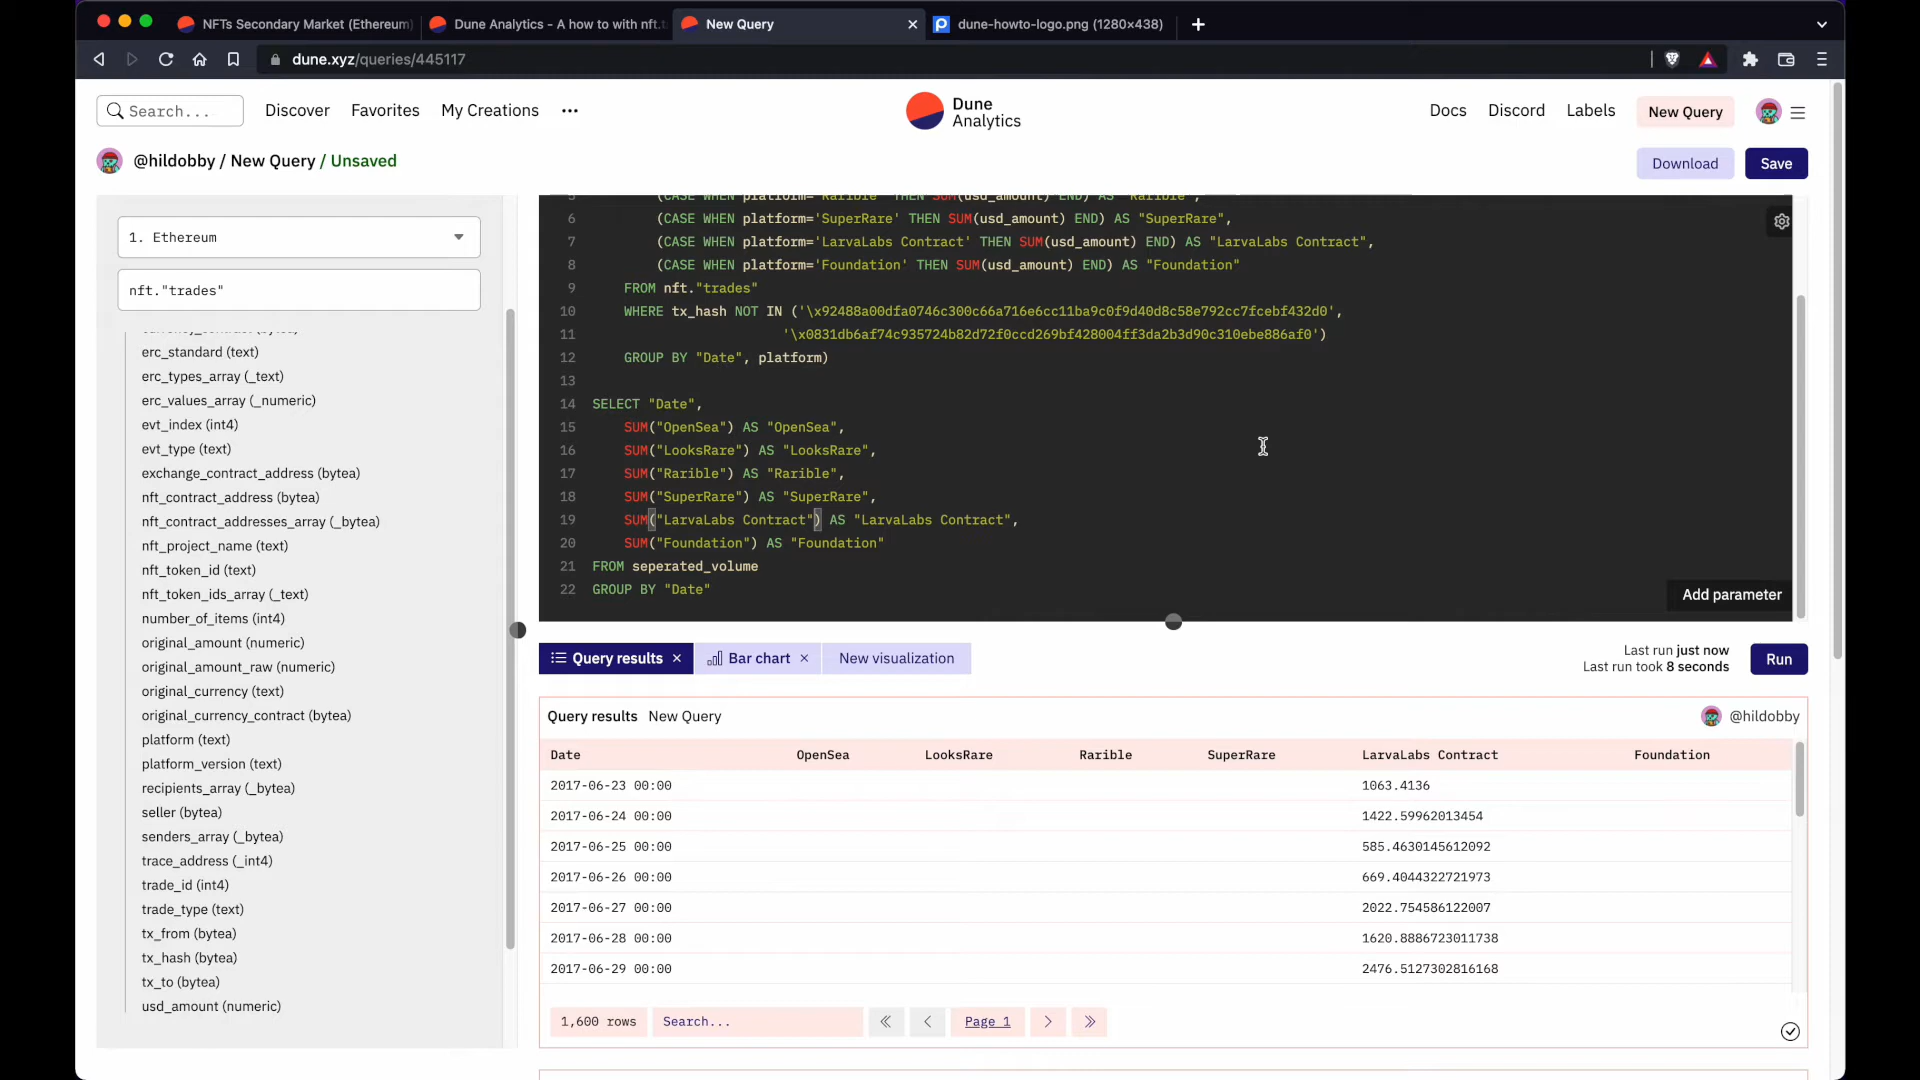 NFTs Secondary Market (Ethereum)
Dune Analytics - A how to with nft.t
New Query
dune-howto-logo.png (1280×438)
dune.xyz/queries/445117
Search...
Discover
Favorites
My Creations
Dune
Analytics
Docs
Discord
Labels
New Query
@hildobby / New Query / Unsaved
Download
Save
1. Ethereum
nft."trades"
currency_contract (bytea)
erc_standard (text)
erc_types_array (_text)
erc_values_array (_numeric)
evt_index (int4)
evt_type (text)
exchange_contract_address (bytea)
nft_contract_address (bytea)
nft_contract_addresses_array (_bytea)
nft_project_name (text)
nft_token_id (text)
nft_token_ids_array (_text)
number_of_items (int4)
original_amount (numeric)
original_amount_raw (numeric)
original_currency (text)
original_currency_contract (bytea)
platform (text)
platform_version (text)
recipients_array (_bytea)
seller (bytea)
senders_array (_bytea)
trace_address (_int4)
trade_id (int4)
trade_type (text)
tx_from (bytea)
tx_hash (bytea)
tx_to (bytea)
usd_amount (numeric)
5 (CASE WHEN platform='Rarible' THEN SUM(usd_amount) END) AS "Rarible",
6 (CASE WHEN platform='SuperRare' THEN SUM(usd_amount) END) AS "SuperRare",
7 (CASE WHEN platform='LarvaLabs Contract' THEN SUM(usd_amount) END) AS "LarvaLabs Contract",
8 (CASE WHEN platform='Foundation' THEN SUM(usd_amount) END) AS "Foundation"
9 FROM nft."trades"
10 WHERE tx_hash NOT IN ('\x92488a00dfa0746c300c66a716e6cc11ba9c0f9d40d8c58e792cc7fcebf432d0',
11 '\x0831db6af74c935724b82d72f0ccd269bf428004ff3da2b3d90c310ebe886af0')
12 GROUP BY "Date", platform)
13
14 SELECT "Date",
15 SUM("OpenSea") AS "OpenSea",
16 SUM("LooksRare") AS "LooksRare",
17 SUM("Rarible") AS "Rarible",
18 SUM("SuperRare") AS "SuperRare",
19 SUM("LarvaLabs Contract") AS "LarvaLabs Contract",
20 SUM("Foundation") AS "Foundation"
21 FROM seperated_volume
22 GROUP BY "Date"
Add parameter
Query results
Bar chart
New visualization
Last run just now
Last run took 8 seconds
Run
Query results New Query
@hildobby
Date OpenSea LooksRare Rarible SuperRare LarvaLabs Contract Foundation
2017-06-23 00:00 1063.4136
2017-06-24 00:00 1422.59962013454
2017-06-25 00:00 585.4630145612092
2017-06-26 00:00 669.4044322721973
2017-06-27 00:00 2022.754586122007
2017-06-28 00:00 1620.8886723011738
2017-06-29 00:00 2476.5127302816168
1,600 rows
Search...
Page 1